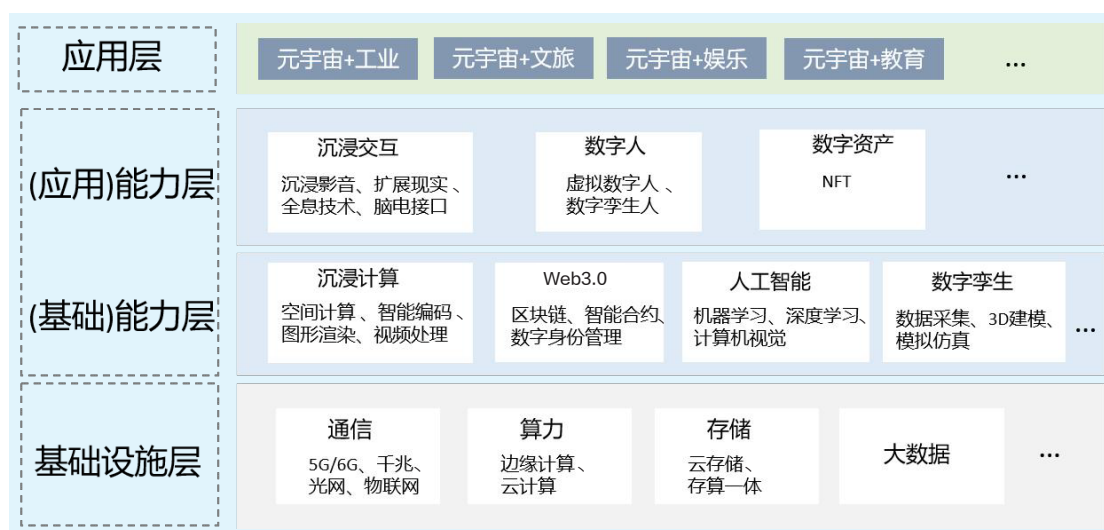 应用层
元宇宙+工业
元宇宙+文旅
元宇宙+娱乐
元宇宙+教育
...
(应用)能力层
沉浸交互
沉浸影音、扩展现实、
全息技术、脑电接口
数字人
虚拟数字人、
数字孪生人
数字资产
NFT
...
(基础)能力层
沉浸计算
空间计算、智能编码、
图形渲染、视频处理
Web3.0
区块链、智能合约、
数字身份管理
人工智能
机器学习、深度学习、
计算机视觉
数字孪生
数据采集、3D建模、
模拟仿真
...
基础设施层
通信
5G/6G、千兆、
光网、物联网
算力
边缘计算、
云计算
存储
云存储、
存算一体
大数据
...